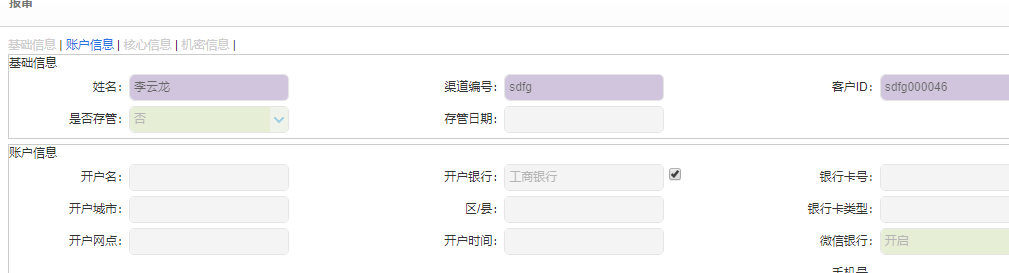 报审
基础信息 | 账户信息 | 核心信息 | 机密信息 |
基础信息
姓名: 李云龙 渠道编号: sdfg 客户ID: sdfg000046
是否存管: 否 存管日期:
账户信息
开户名: 开户银行: 工商银行 银行卡号:
开户城市: 区/县: 银行卡类型:
开户网点: 开户时间: 微信银行: 开启
手机号